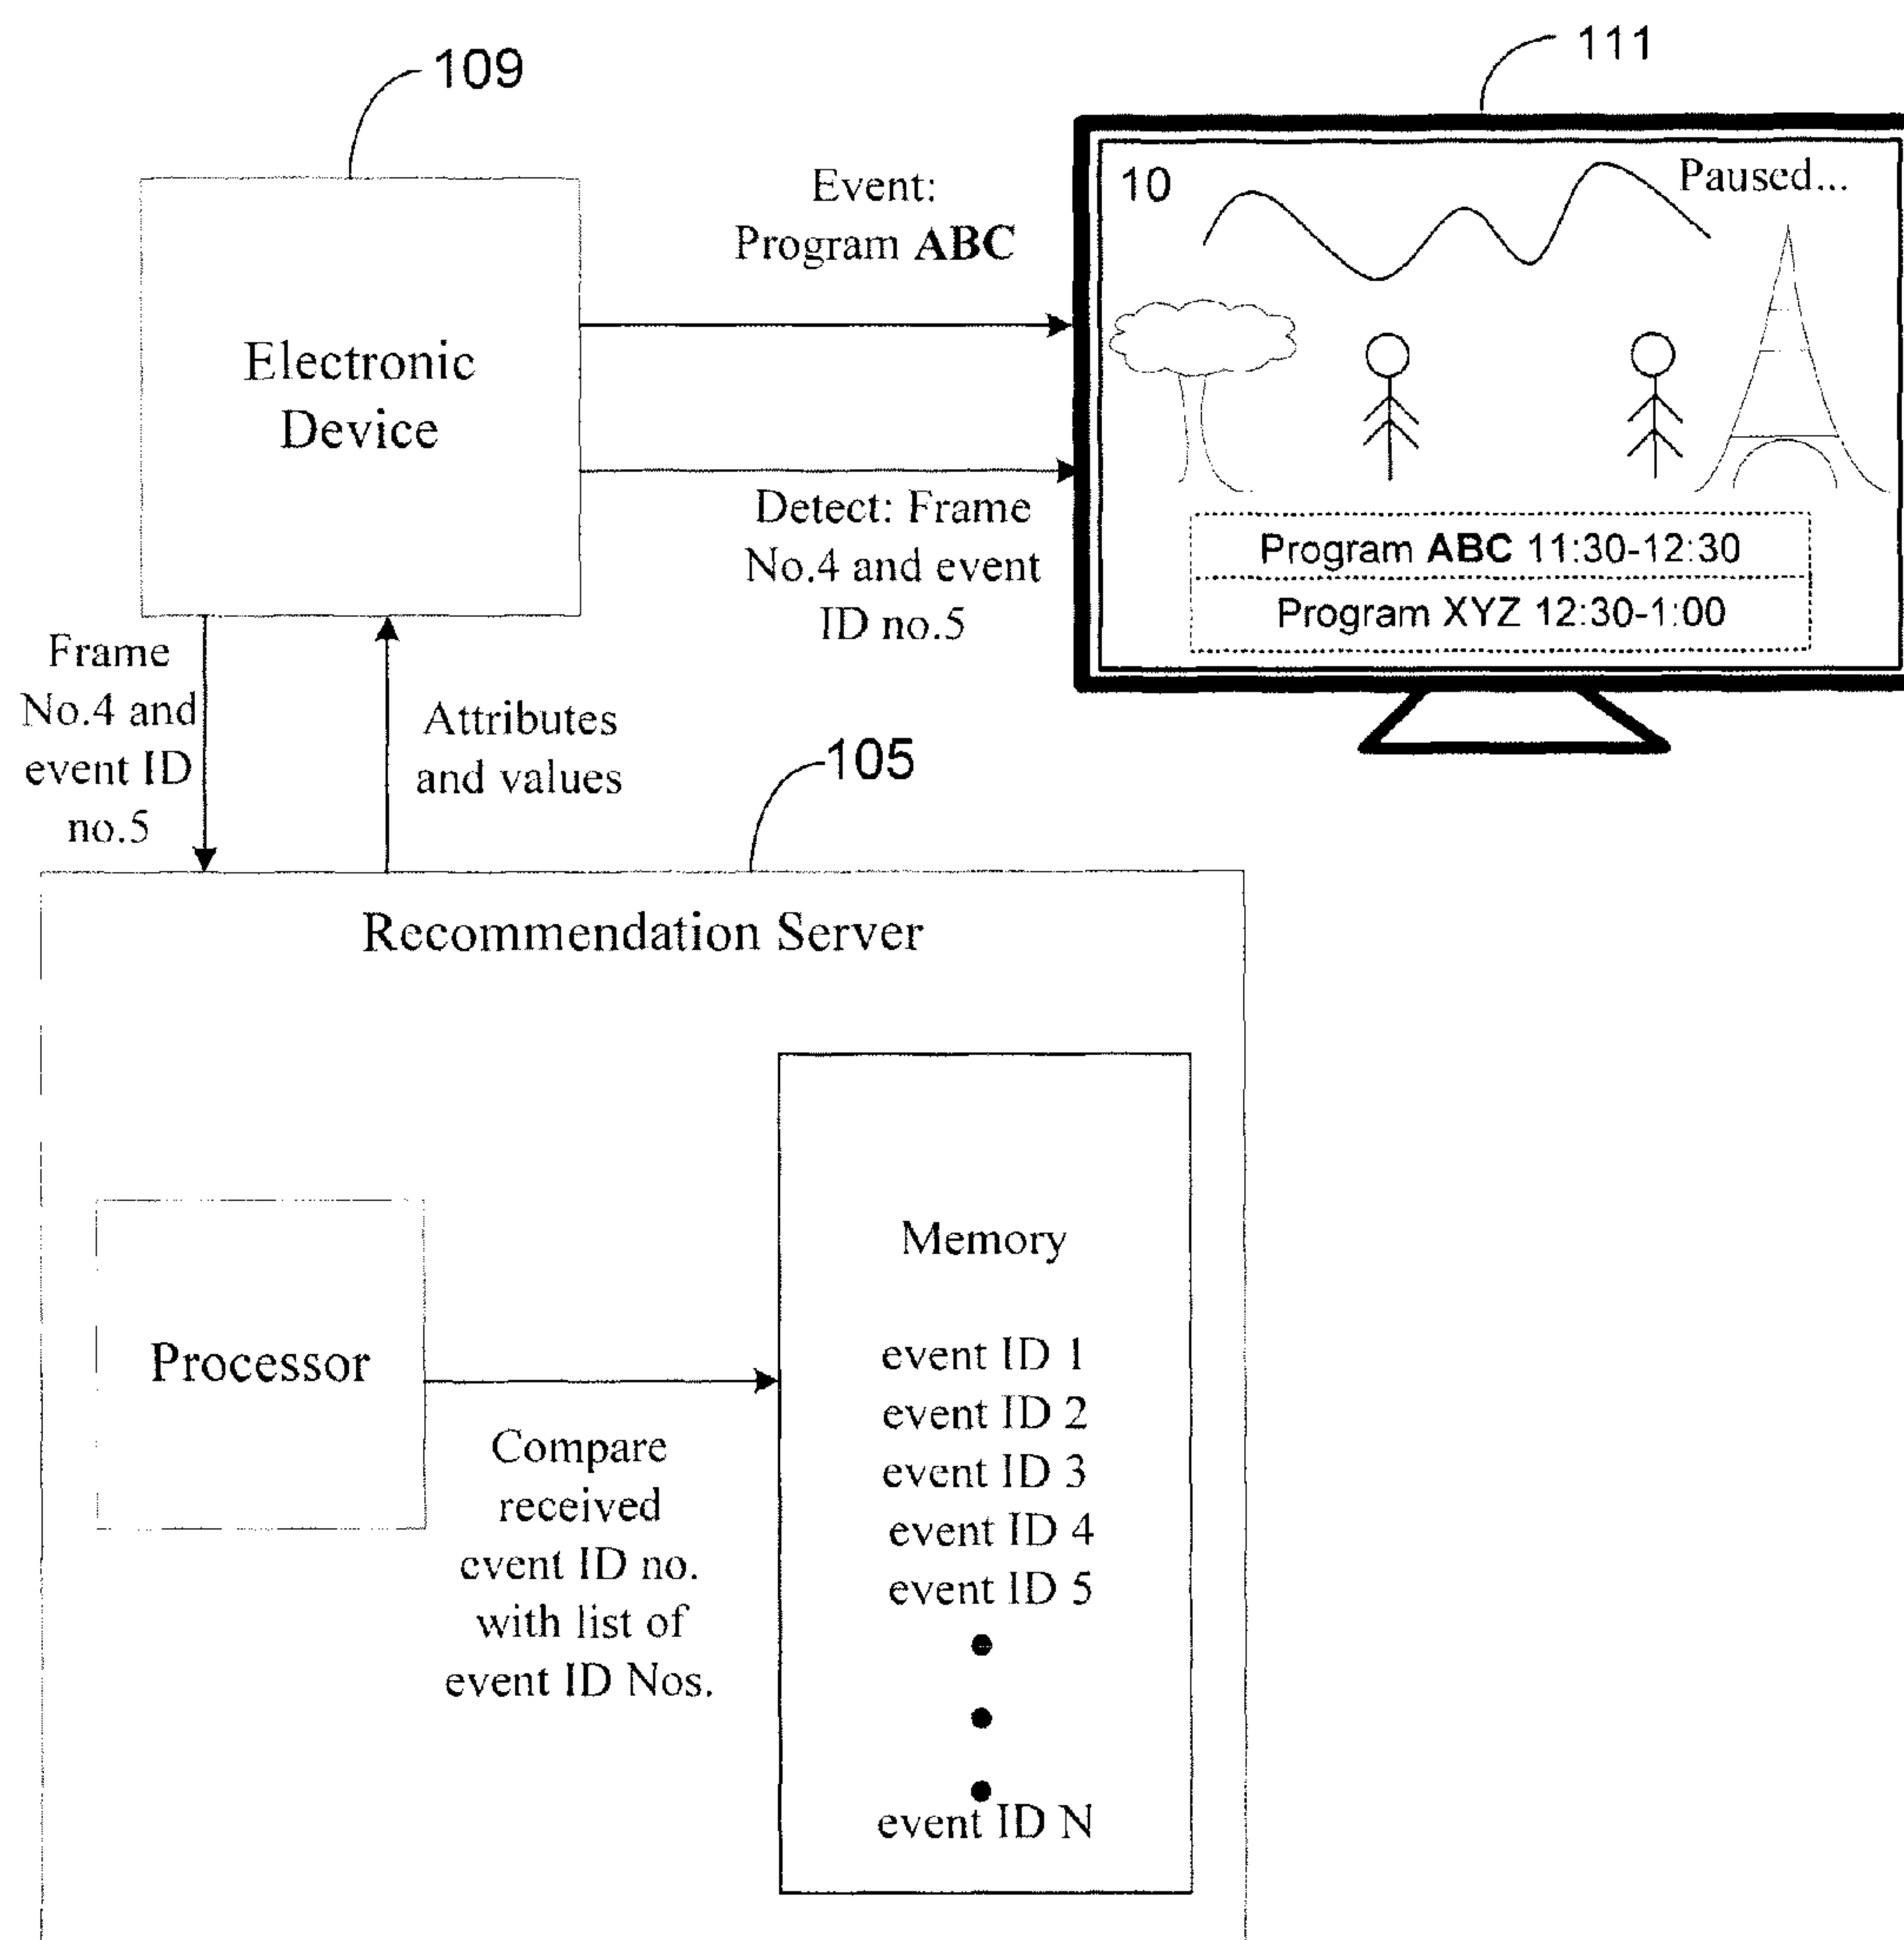 109
111
Event:
Program ABC
10
Paused...
Electronic
Device
Detect: Frame
No.4 and event
ID no.5
Program ABC 11:30-12:30
Program XYZ 12:30-1:00
Frame
No.4 and
event ID
no.5
Attributes
and values
105
Recommendation Server
Memory
Processor
event ID 1
event ID 2
event ID 3
event ID 4
event ID 5
event ID N
Compare
received
event ID no.
with list of
event ID Nos.